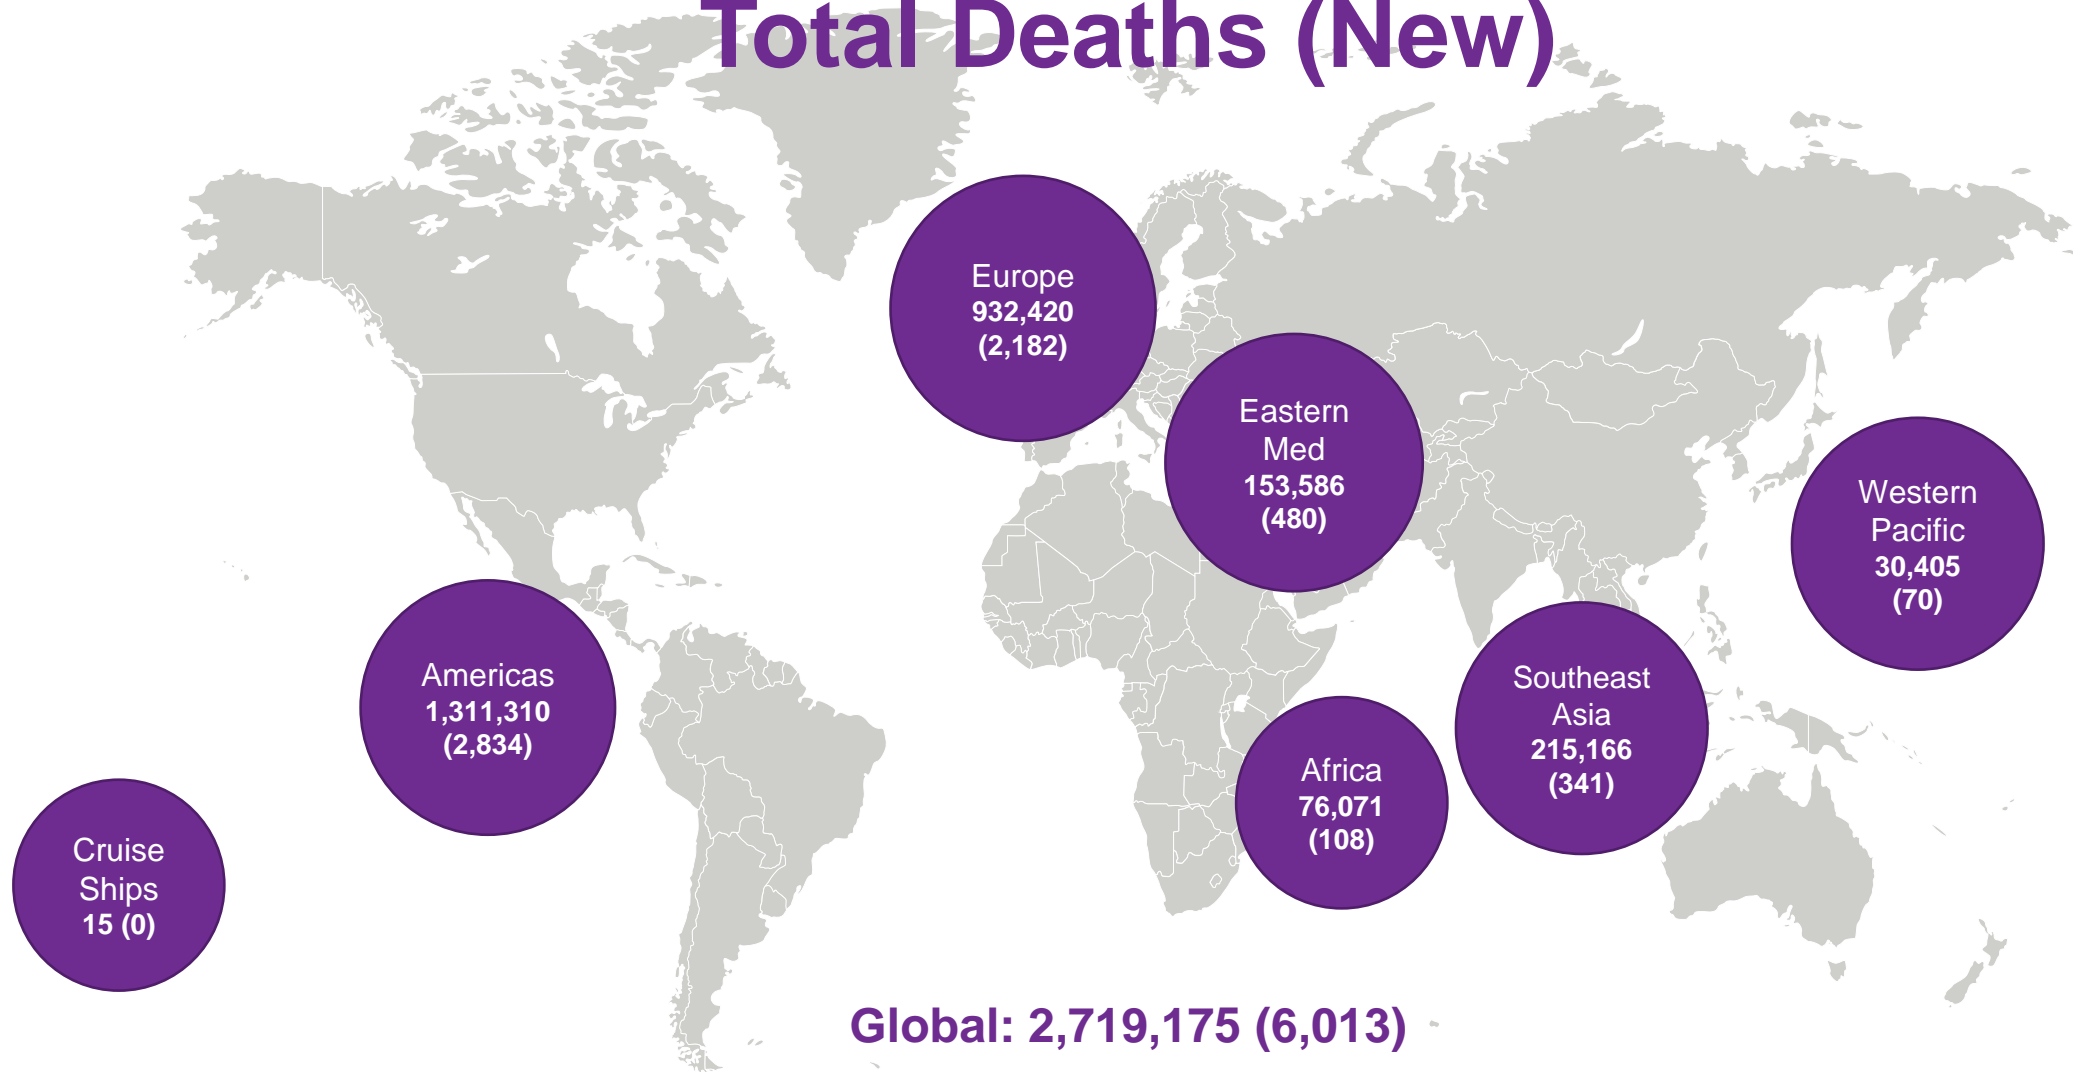 Total Deaths (New)
Europe
932,420
(2,182)
Eastern
Med
153,586
(480)
Western
Pacific
30,405
(70)
Americas
1,311,310
(2,834)
Southeast
Asia
215,166
(341)
Africa
76,071
(108)
Cruise
Ships
15 (0)
Global: 2,719,175 (6,013)